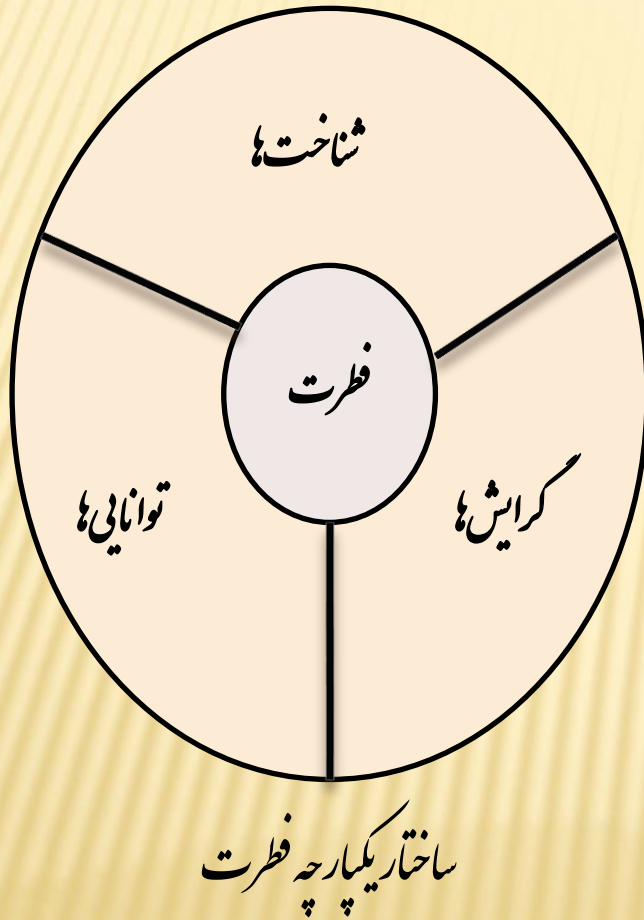 شناخت‌ها
فطرت
گرایش‌ها
توانایی‌ها
ساختار یکپارچه فطرت